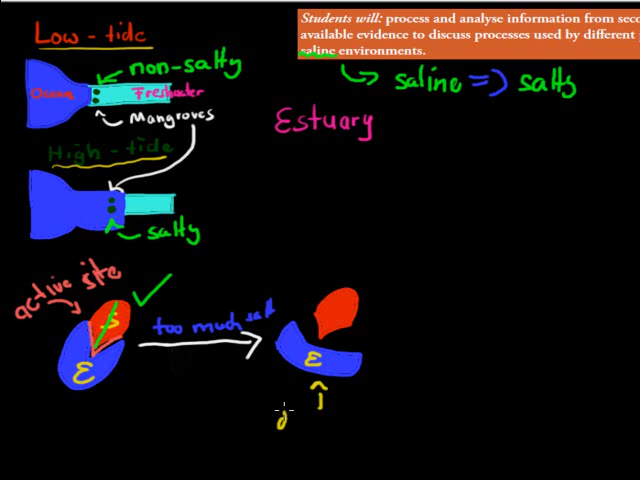 Students will: process and analyse information from
available evidence to discuss processes used by different
saline environments.
Low-tide
non-salty
saline => salty
Ocean
Freshwater
Mangroves
Estuary
High-tide
salty
active site
S
E
too much salt
E